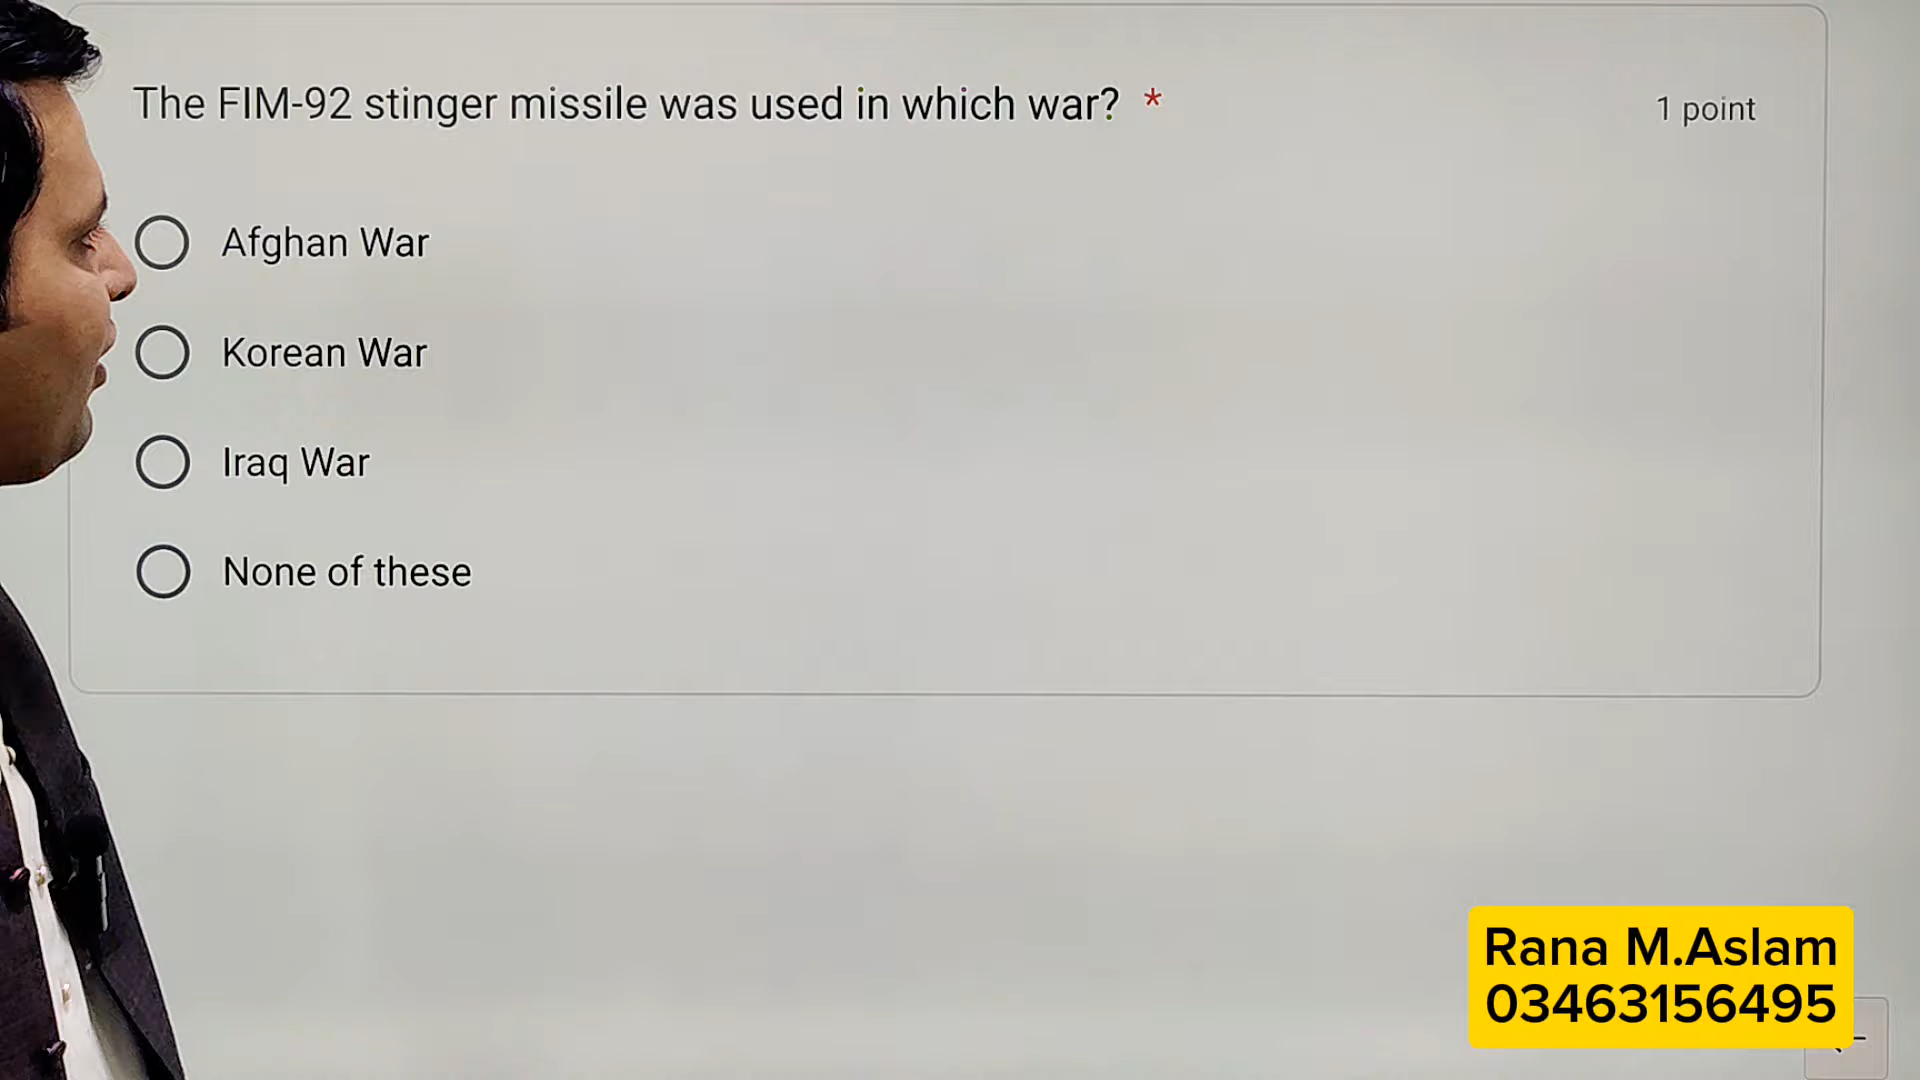 The FIM-92 stinger missile was used in which war? *
1 point
Afghan War
Korean War
Iraq War
None of these
Rana M.Aslam
03463156495